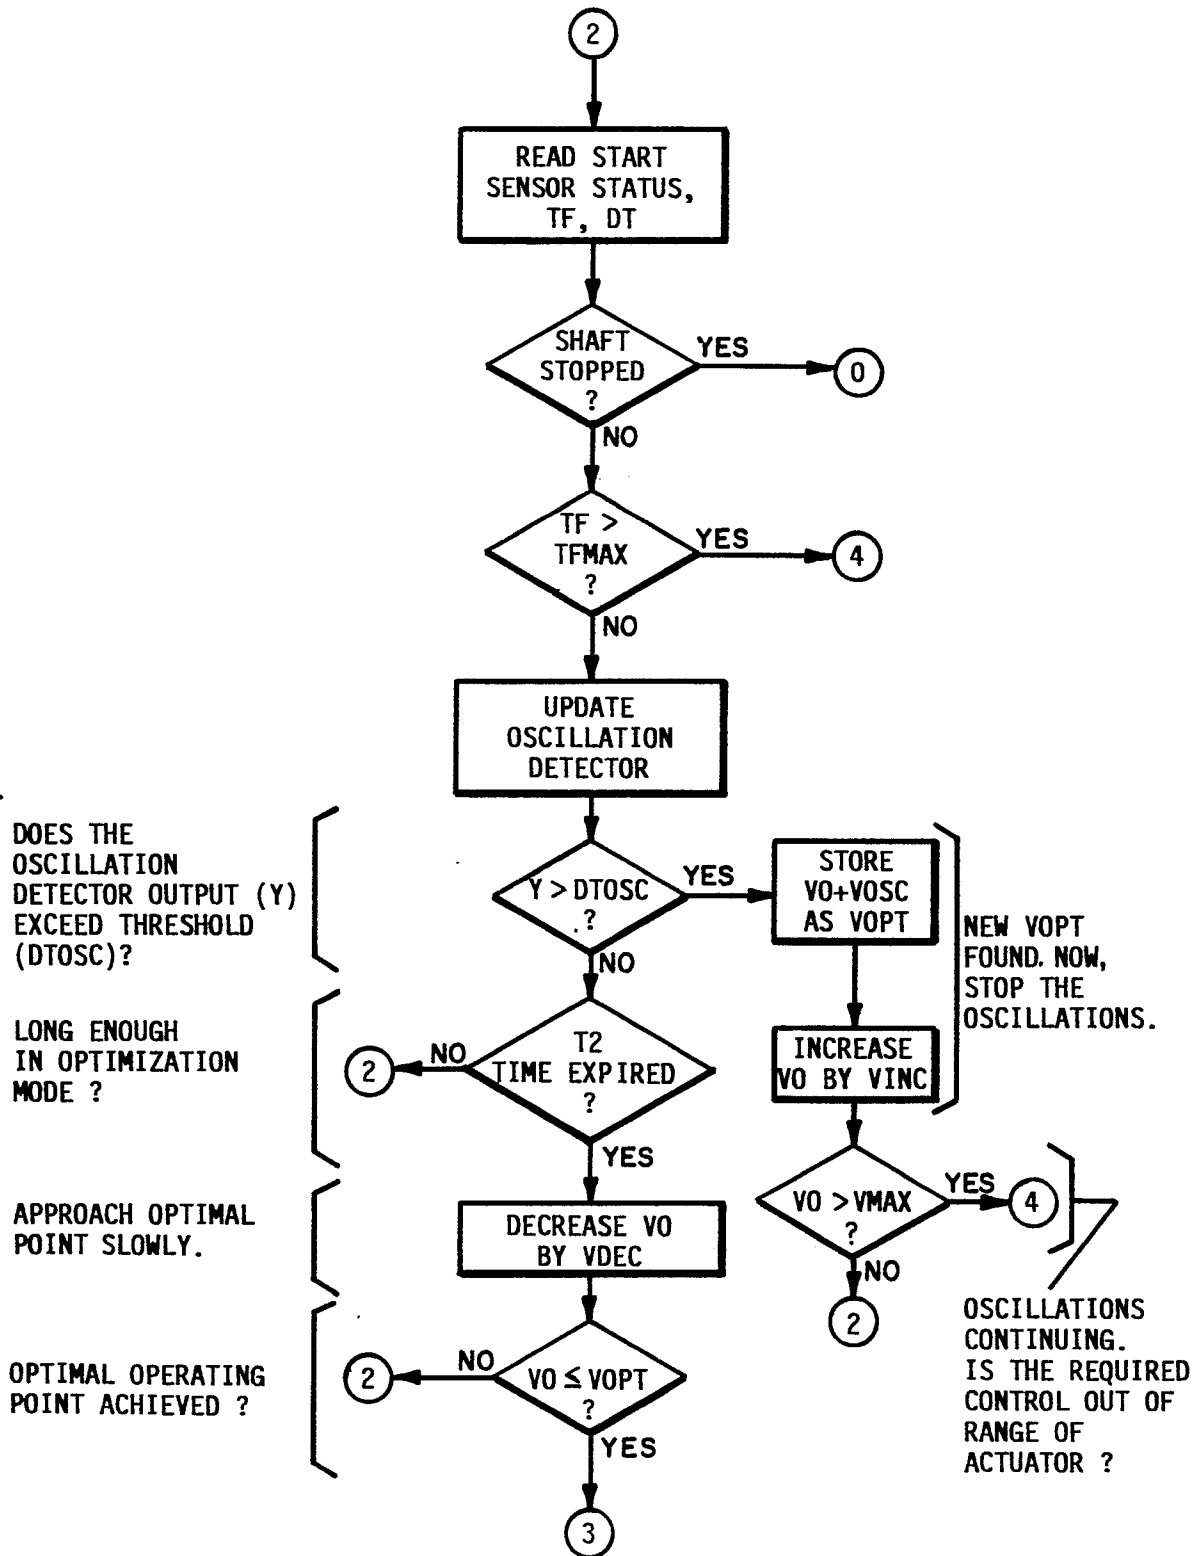 2
READ START
SENSOR STATUS,
TF, DT
SHAFT
STOPPED
?
YES
0
NO
TF >
TFMAX
?
YES
4
NO
UPDATE
OSCILLATION
DETECTOR
DOES THE
OSCILLATION
DETECTOR OUTPUT (Y)
EXCEED THRESHOLD
(DTOSC)?
Y > DTOSC
?
YES
STORE
VO+VOSC
AS VOPT
NEW VOPT
FOUND. NOW,
STOP THE
OSCILLATIONS.
NO
INCREASE
VO BY VINC
LONG ENOUGH
IN OPTIMIZATION
MODE ?
2
NO
T2
TIME EXPIRED
?
YES
VO > VMAX
?
YES
4
NO
2
OSCILLATIONS
CONTINUING.
IS THE REQUIRED
CONTROL OUT OF
RANGE OF
ACTUATOR ?
APPROACH OPTIMAL
POINT SLOWLY.
DECREASE VO
BY VDEC
OPTIMAL OPERATING
POINT ACHIEVED ?
2
NO
VO ≤ VOPT
?
YES
3